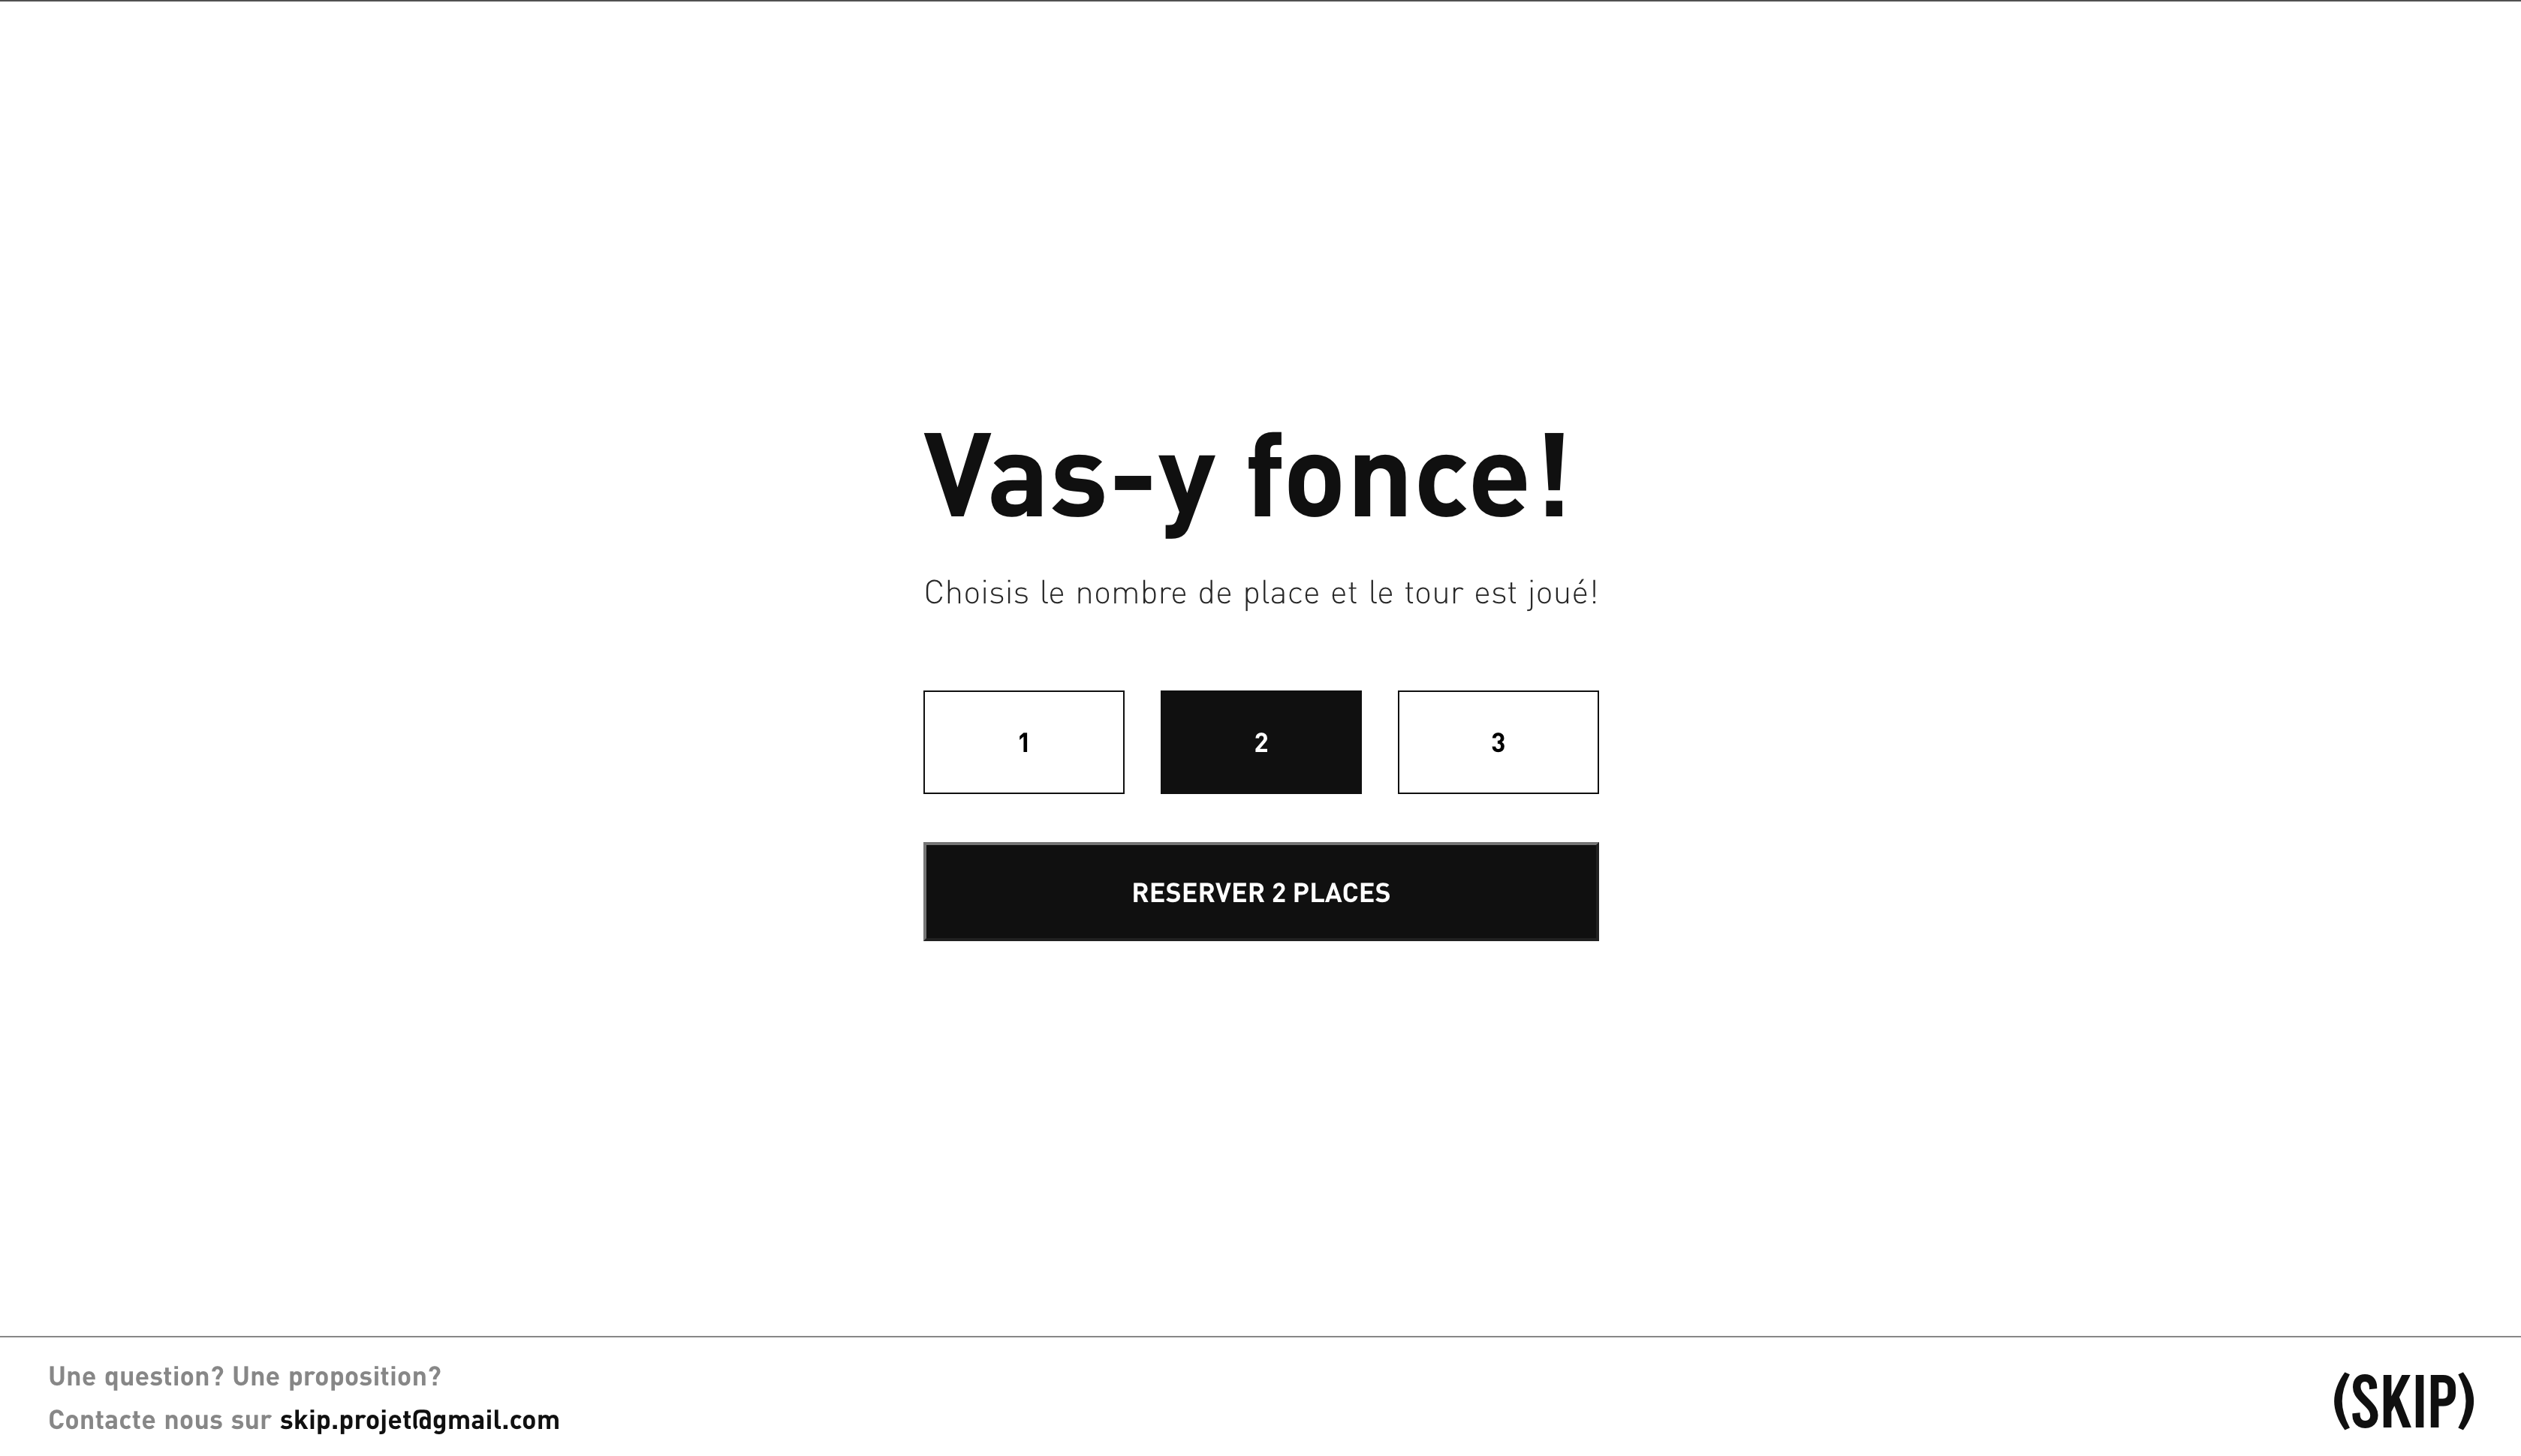 Vas-y fonce!
Choisis le nombre de place et le tour est joué!
1 2 3
RESERVER 2 PLACES
Une question? Une proposition?
Contacte nous sur skip.projet@gmail.com
(SKIP)